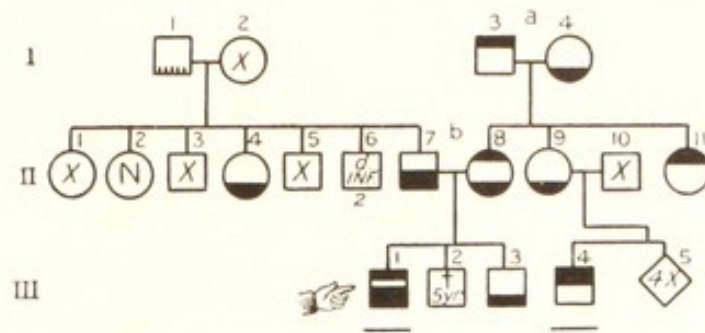 1 2 3 a 4
I X
1 2 3 4 5 6 7 b 8 9 10 11
II X N X X d INF. X
2
1 2 3 4 5
III † 5yr. 4X